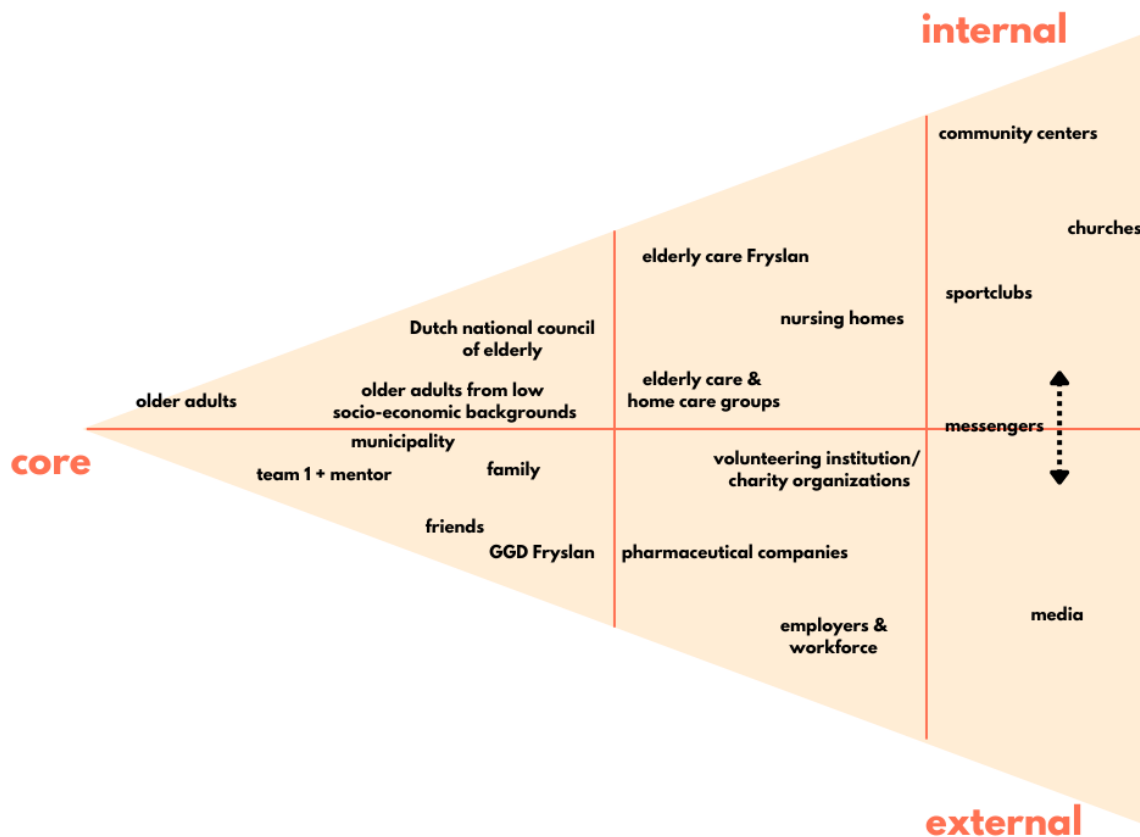 internal
community centers
churches
elderly care Fryslan
sportclubs
nursing homes
Dutch national council
of elderly
elderly care &
home care groups
older adults from low
socio-economic backgrounds
older adults
messengers
municipality
core
team 1 + mentor
family
volunteering institution/
charity organizations
friends
GGD Fryslan
pharmaceutical companies
media
employers &
workforce
external